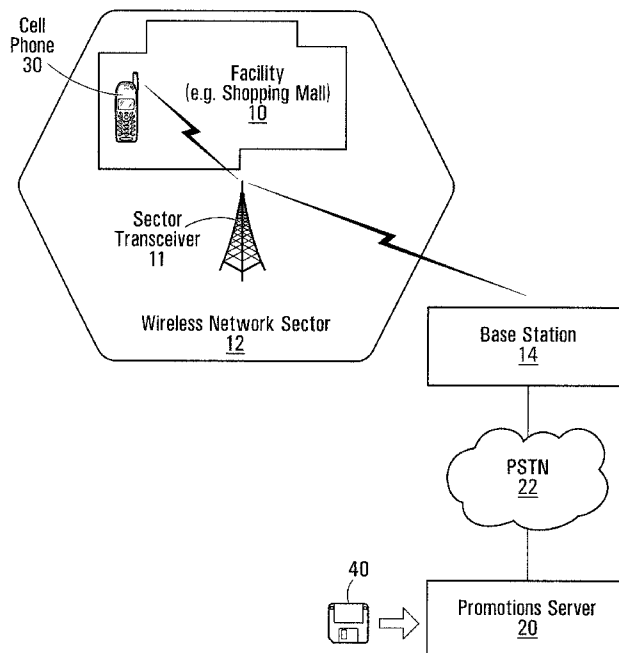 Cell
Phone
30
Facility
(e.g. Shopping Mall)
10
Sector
Transceiver
11
Wireless Network Sector
12
Base Station
14
PSTN
22
40
Promotions Server
20